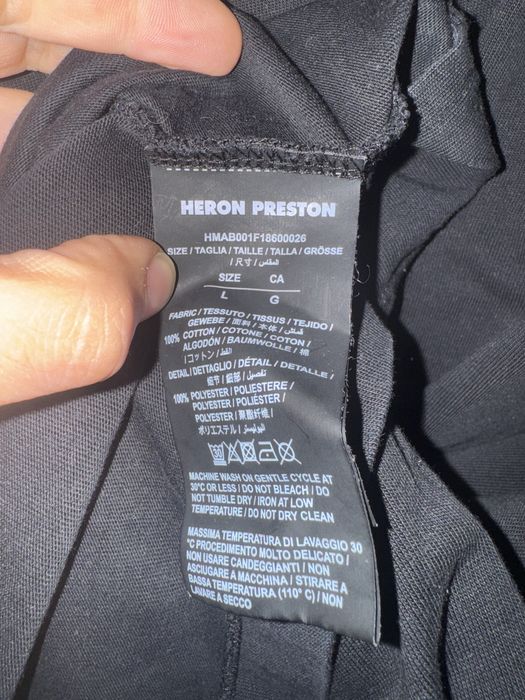 HERON PRESTON
HMAB001F18600026
SIZE / TAGLIA / TAILLE / TALLA / GRÖSSE
/ 尺寸 / المقاس
SIZE CA
L G
FABRIC / TESSUTO / TISSUS / TEJIDO /
GEWEBE / 面料 / 本体 / قماش
100% COTTON / COTONE / COTON /
ALGODÓN / BAUMWOLLE / 棉
/ コットン / القطن
DETAIL / DETTAGLIO / DÉTAIL / DETALLE /
细节 / 細部 / تفصيل
100% POLYESTER / POLIESTERE /
POLYESTER / POLIÉSTER /
POLYESTER / 聚酯纤维 /
ポリエステル / البوليستر
30
MACHINE WASH ON GENTLE CYCLE AT
30°C OR LESS / DO NOT BLEACH / DO
NOT TUMBLE DRY / IRON AT LOW
TEMPERATURE / DO NOT DRY CLEAN
MASSIMA TEMPERATURA DI LAVAGGIO 30
°C PROCEDIMENTO MOLTO DELICATO /
NON USARE CANDEGGIANTI / NON
ASCIUGARE A MACCHINA / STIRARE A
BASSA TEMPERATURA (110° C) / NON
LAVARE A SECCO